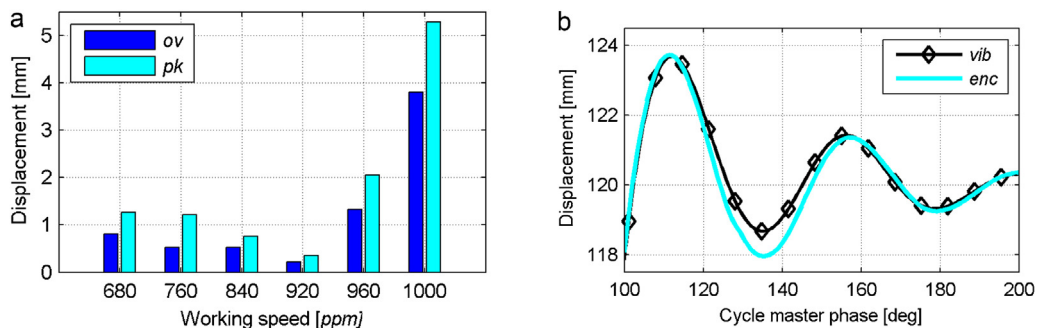 a
Displacement [mm]
5
4
3
2
1
0
ov
pk
680 760 840 920 960 1000
Working speed [ppm]
b
Displacement [mm]
124
122
120
118
vib
enc
100 120 140 160 180 200
Cycle master phase [deg]